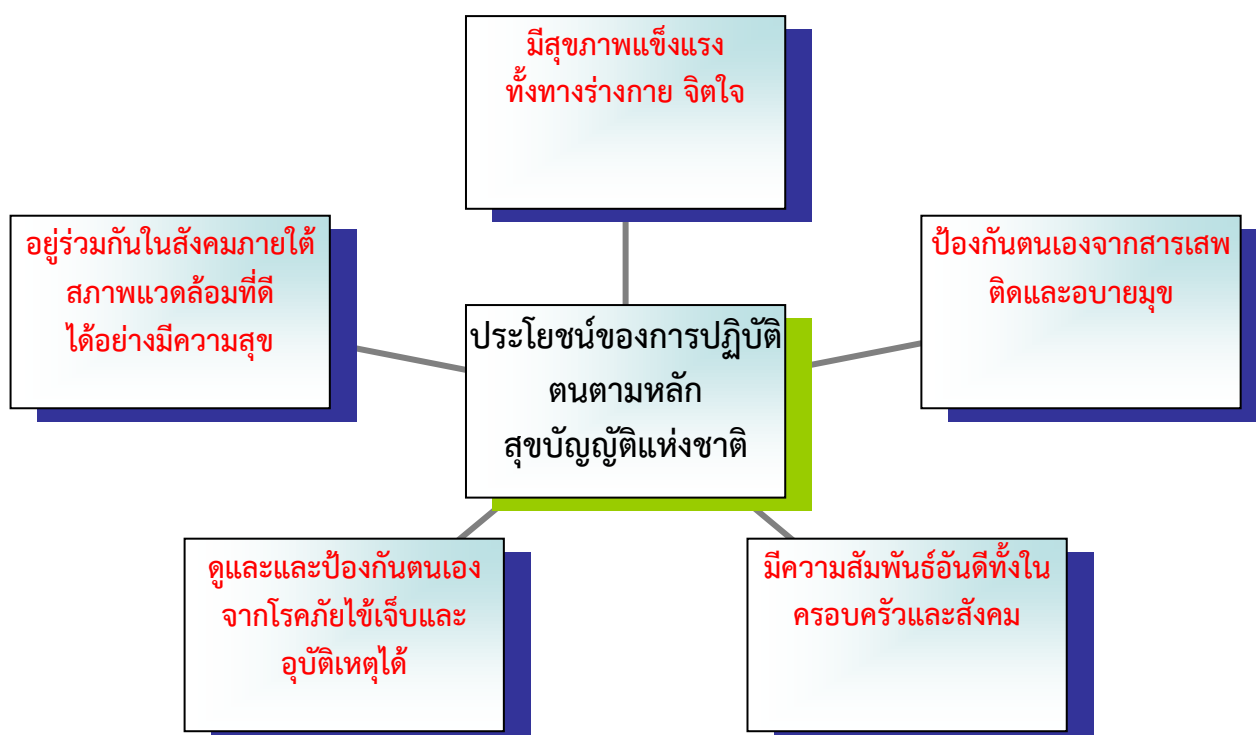 มีสุขภาพแข็งแรง
ทั้งทางร่างกาย จิตใจ
อยู่ร่วมกันในสังคมภายใต้
สภาพแวดล้อมที่ดี
ได้อย่างมีความสุข
ป้องกันตนเองจากสารเสพ
ติดและอบายมุข
ประโยชน์ของการปฏิบัติ
ตนตามหลัก
สุขบัญญัติแห่งชาติ
ดูและและป้องกันตนเอง
จากโรคภัยไข้เจ็บและ
อุบัติเหตุได้
มีความสัมพันธ์อันดีทั้งใน
ครอบครัวและสังคม